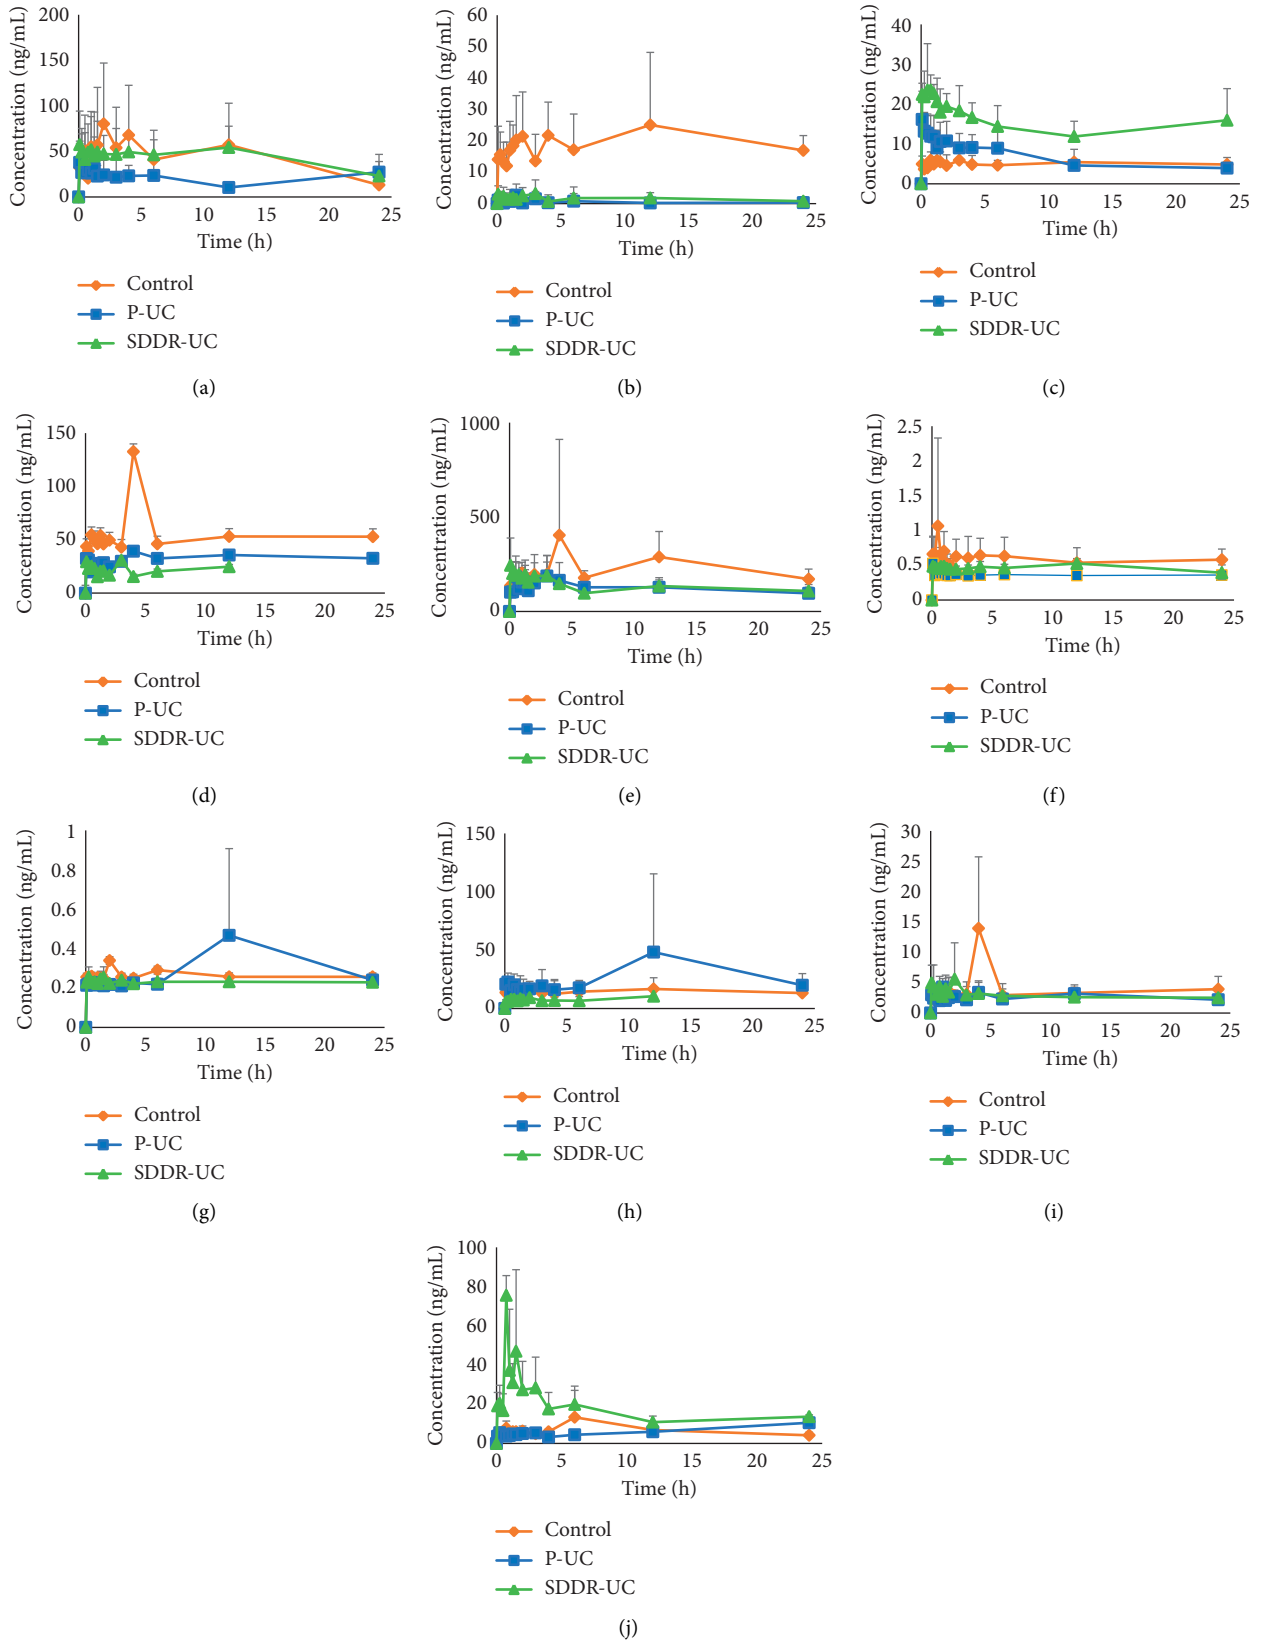 Concentration (ng/mL)
200
150
100
50
0
0 5 10 15 20 25
Time (h)
Control
P-UC
SDDR-UC
(a)
Concentration (ng/mL)
60
50
40
30
20
10
0
0 5 10 15 20 25
Time (h)
Control
P-UC
SDDR-UC
(b)
Concentration (ng/mL)
40
30
20
10
0
0 5 10 15 20 25
Time (h)
Control
P-UC
SDDR-UC
(c)
Concentration (ng/mL)
150
100
50
0
0 5 10 15 20 25
Time (h)
Control
P-UC
SDDR-UC
(d)
Concentration (ng/mL)
1000
500
0
0 5 10 15 20 25
Time (h)
Control
P-UC
SDDR-UC
(e)
Concentration (ng/mL)
2.5
2
1.5
1
0.5
0
0 5 10 15 20 25
Time (h)
Control
P-UC
SDDR-UC
(f)
Concentration (ng/mL)
1
0.8
0.6
0.4
0.2
0
0 5 10 15 20 25
Time (h)
Control
P-UC
SDDR-UC
(g)
Concentration (ng/mL)
150
100
50
0
0 5 10 15 20 25
Time (h)
Control
P-UC
SDDR-UC
(h)
Concentration (ng/mL)
30
25
20
15
10
5
0
0 5 10 15 20 25
Time (h)
Control
P-UC
SDDR-UC
(i)
Concentration (ng/mL)
100
80
60
40
20
0
0 5 10 15 20 25
Time (h)
Control
P-UC
SDDR-UC
(j)